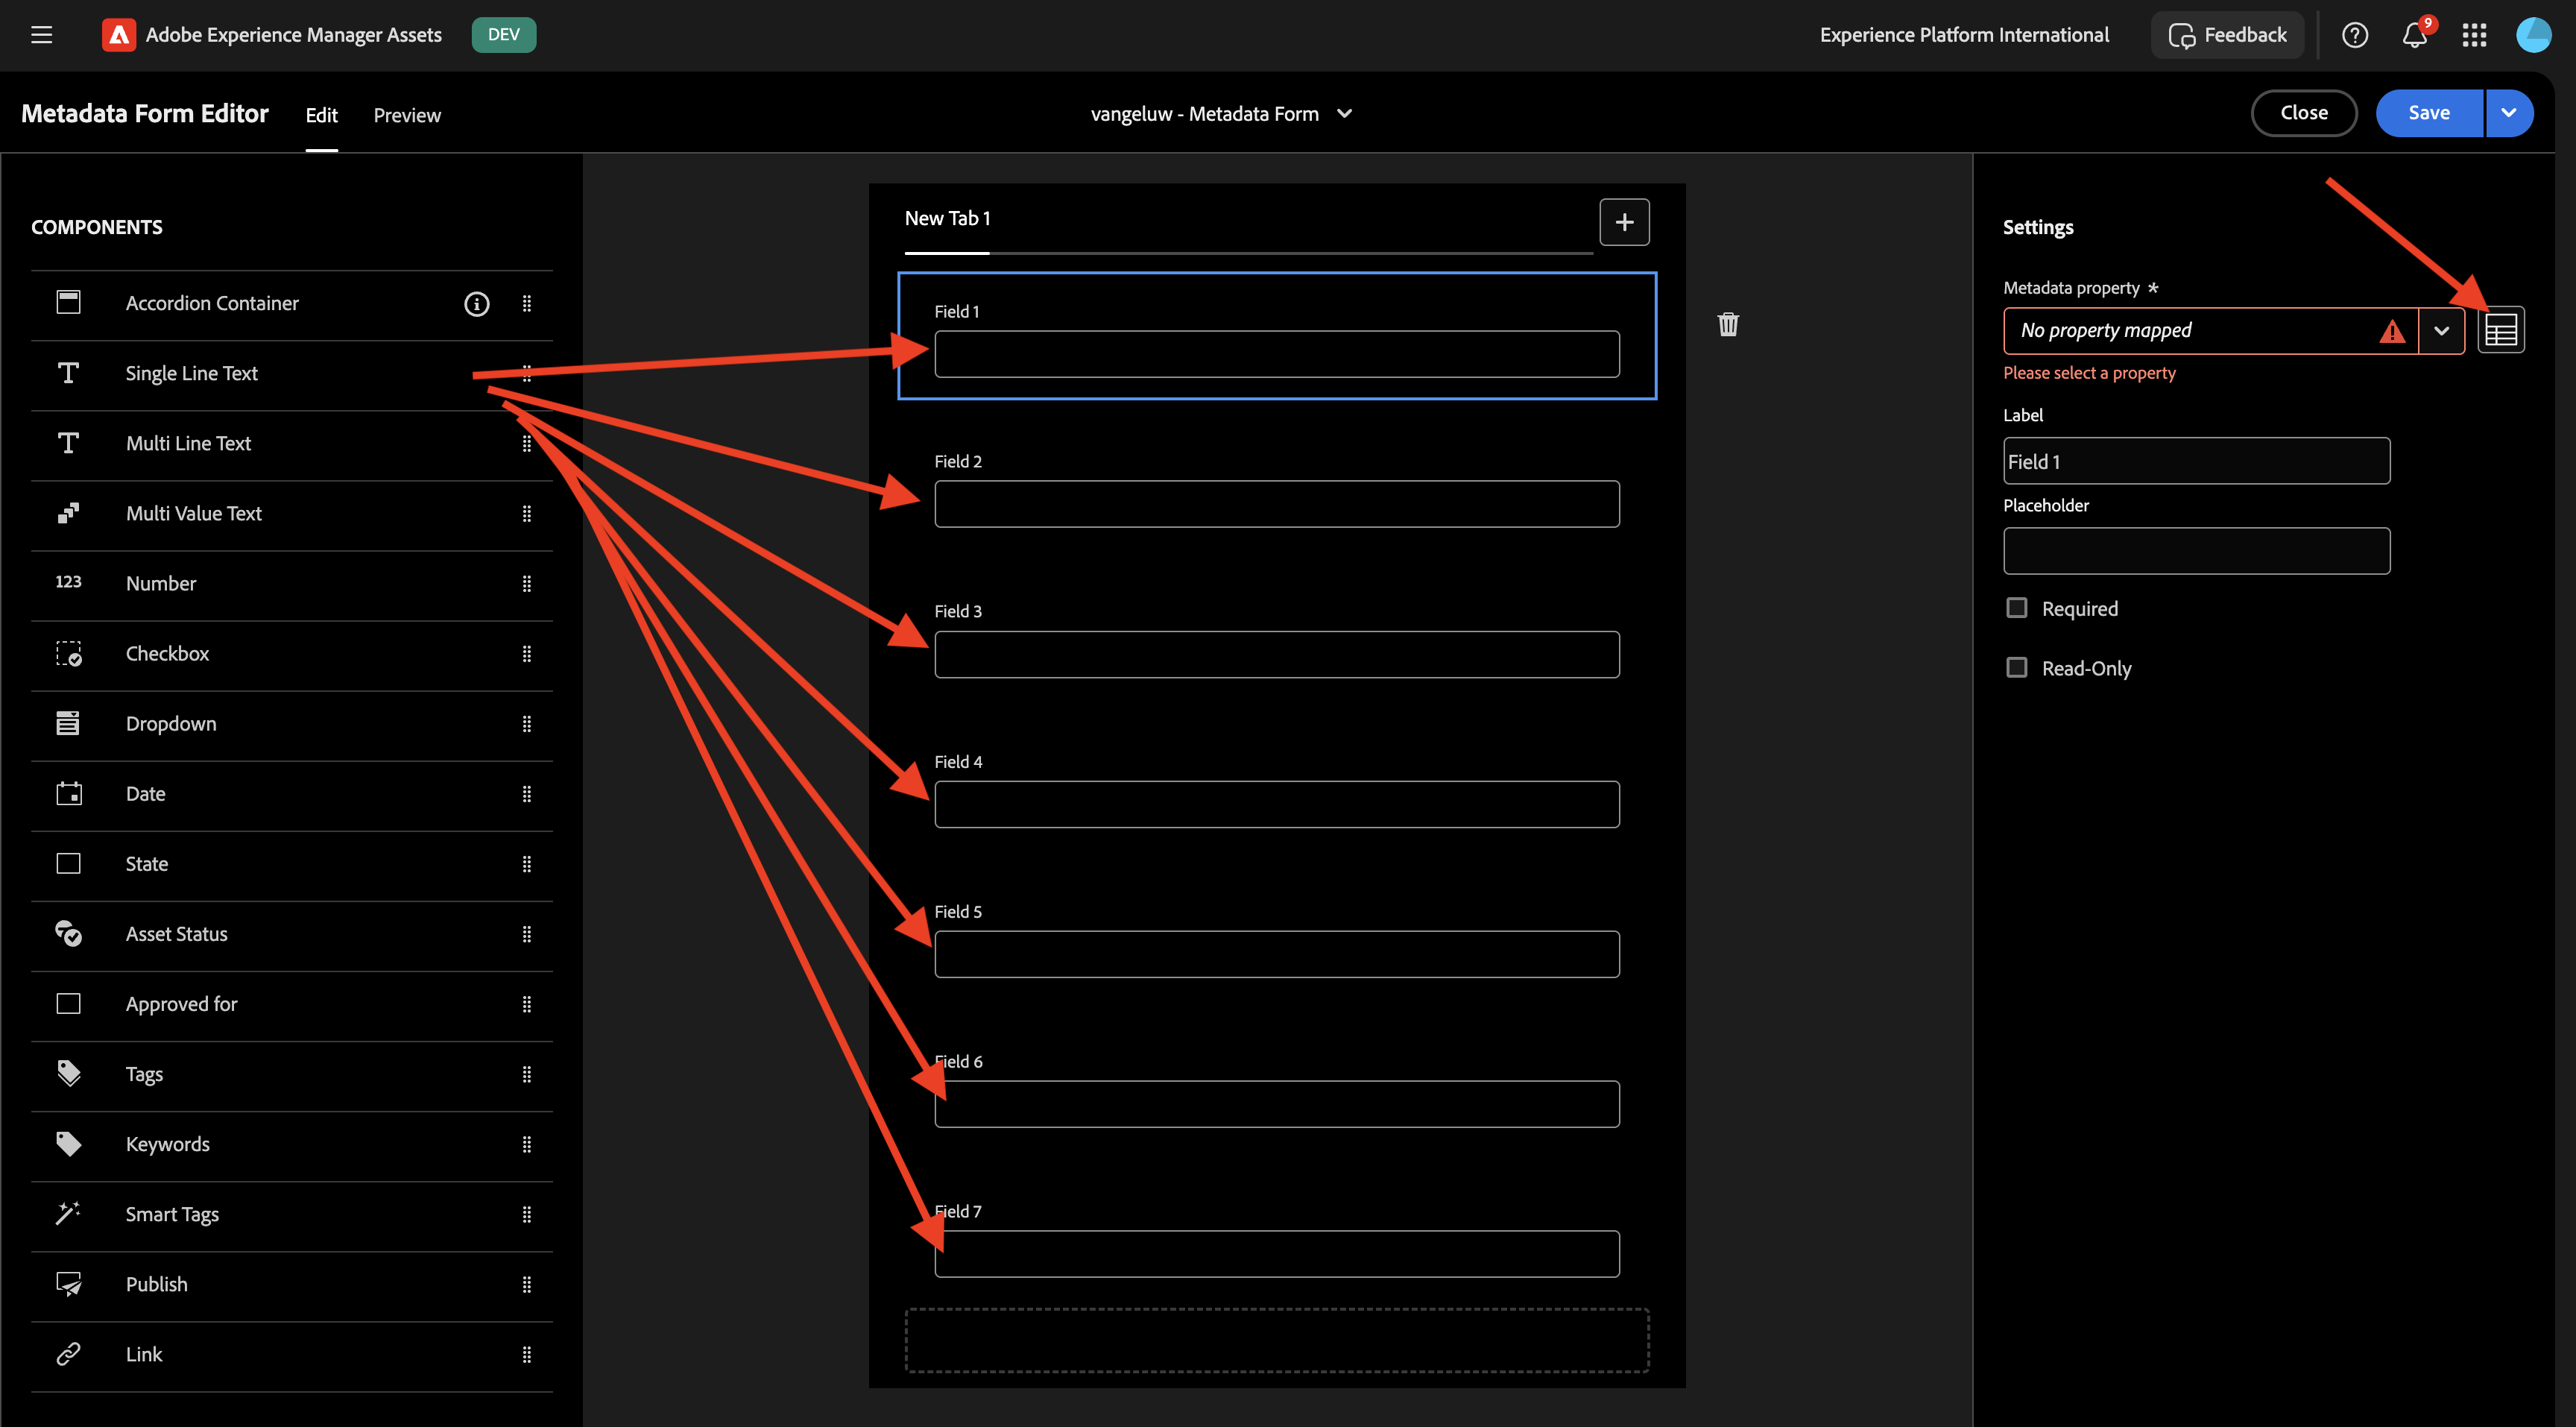 Adobe Experience Manager Assets
DEV
Experience Platform International
Feedback
9
Metadata Form Editor
Edit
Preview
vangeluw - Metadata Form
Close
Save
COMPONENTS
Accordion Container
Single Line Text
Multi Line Text
Multi Value Text
123
Number
Checkbox
Dropdown
Date
State
Asset Status
Approved for
Tags
Keywords
Smart Tags
Publish
Link
New Tab 1
Field 1
Field 2
Field 3
Field 4
Field 5
Field 6
Field 7
Settings
Metadata property *
No property mapped
Please select a property
Label
Field 1
Placeholder
Required
Read-Only